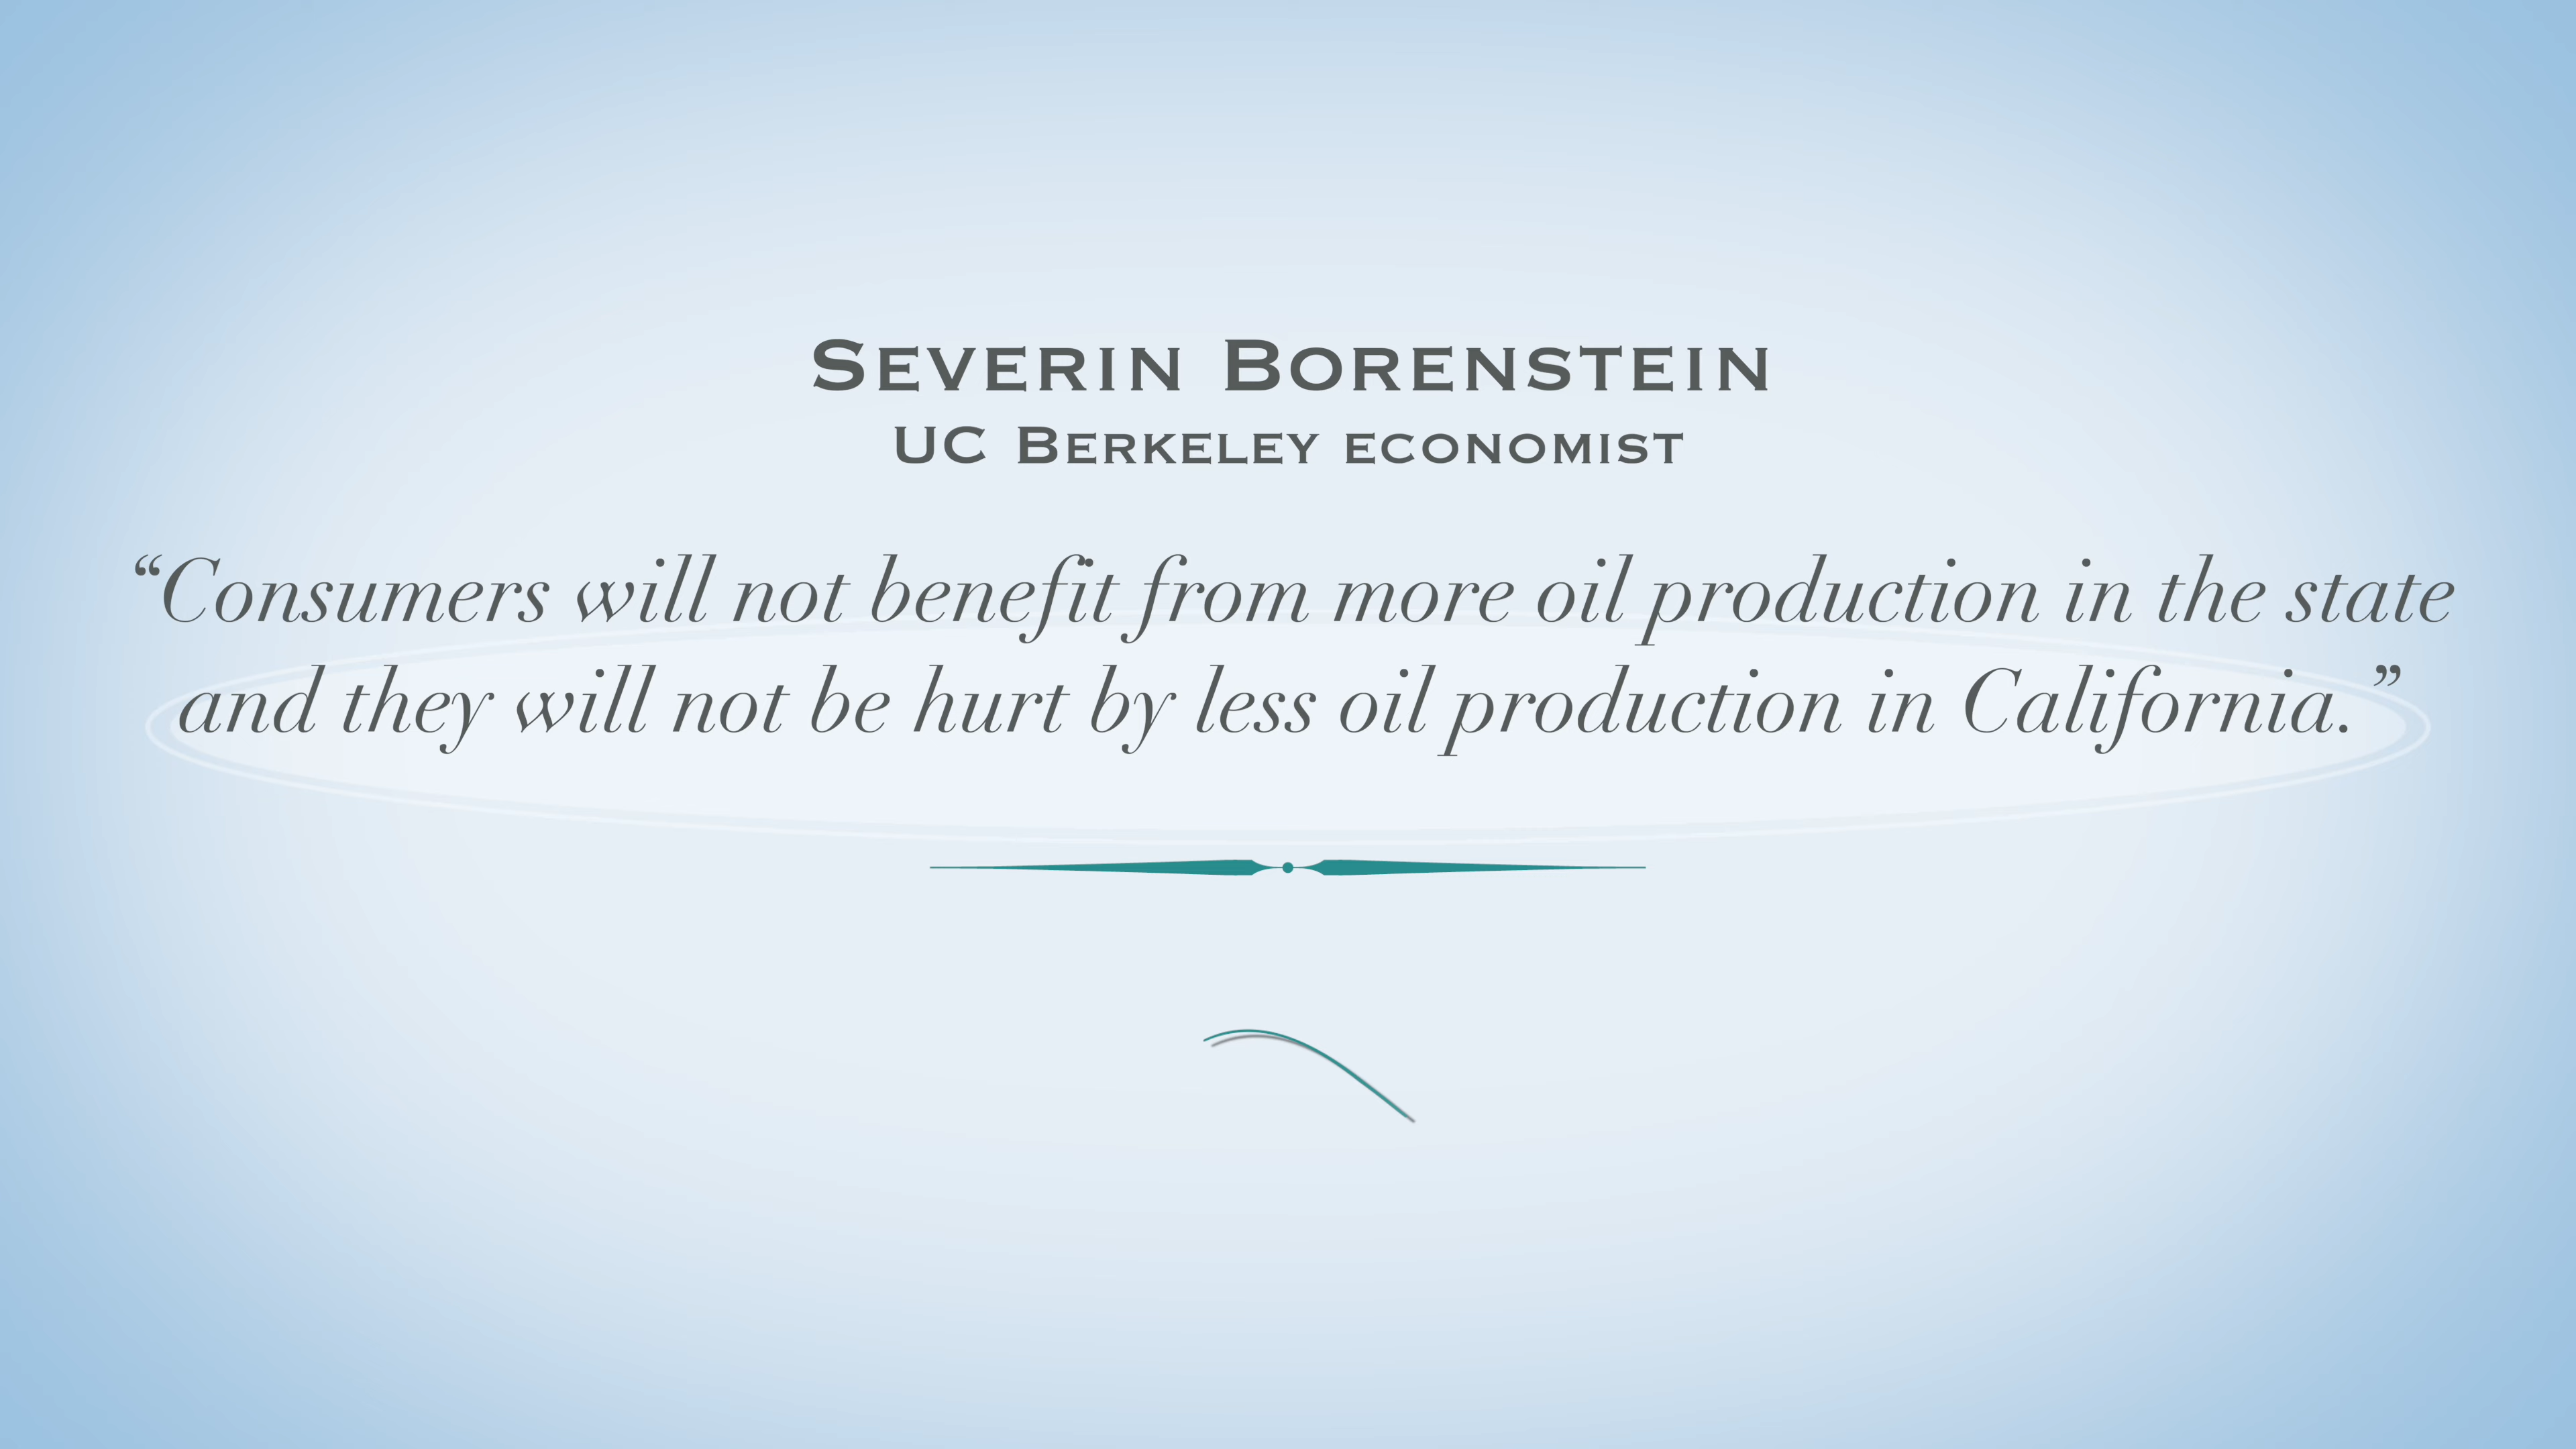 Severin Borenstein
UC Berkeley economist
“Consumers will not benefit from more oil production in the state
and they will not be hurt by less oil production in California.”